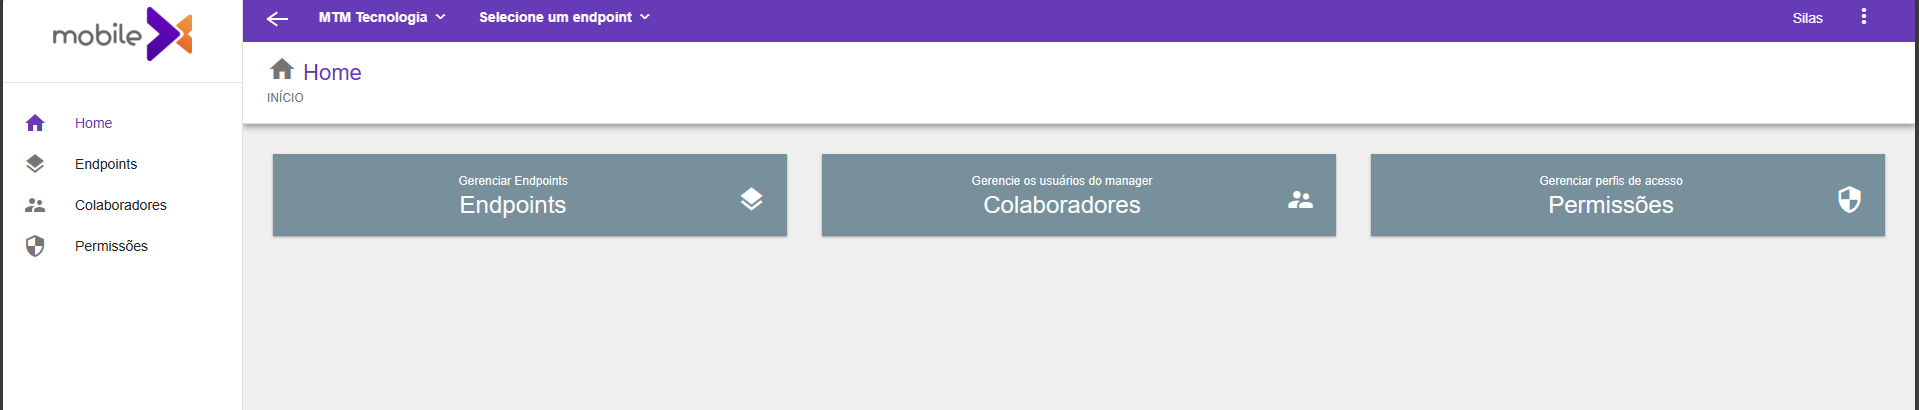 mobile
MTM Tecnologia
Selecione um endpoint
Silas
Home
INÍCIO
Home
Endpoints
Colaboradores
Permissões
Gerenciar Endpoints
Endpoints
Gerencie os usuários do manager
Colaboradores
Gerenciar perfis de acesso
Permissões